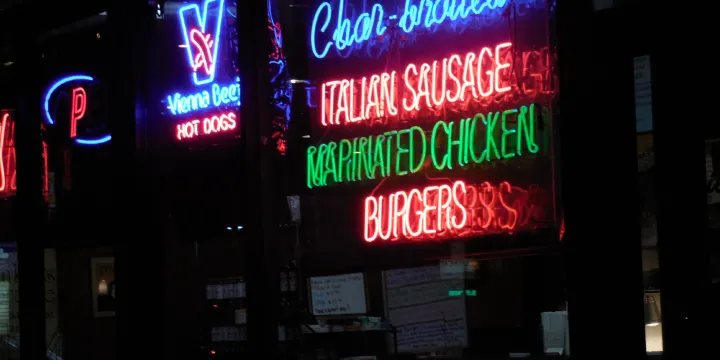 Char-broiled
ITALIAN SAUSAGE
MARINATED CHICKEN
BURGERS
V
Vienna Beef
HOT DOGS
P